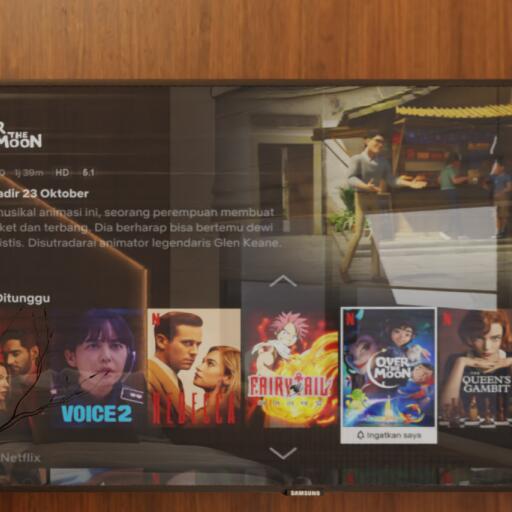 THE
MOON
1j 39m HD 5.1
adir 23 Oktober
musikal animasi ini, seorang perempuan membuat
ket dan terbang. Dia berharap bisa bertemu dewi
istis. Disutradarai animator legendaris Glen Keane.
Ditunggu
VOICE 2
N
REBECCA
FAIRY TAIL
N
OVER
THE
MOON
Ingatkan saya
N
THE
QUEEN'S
GAMBIT
Netflix
SAMSUNG